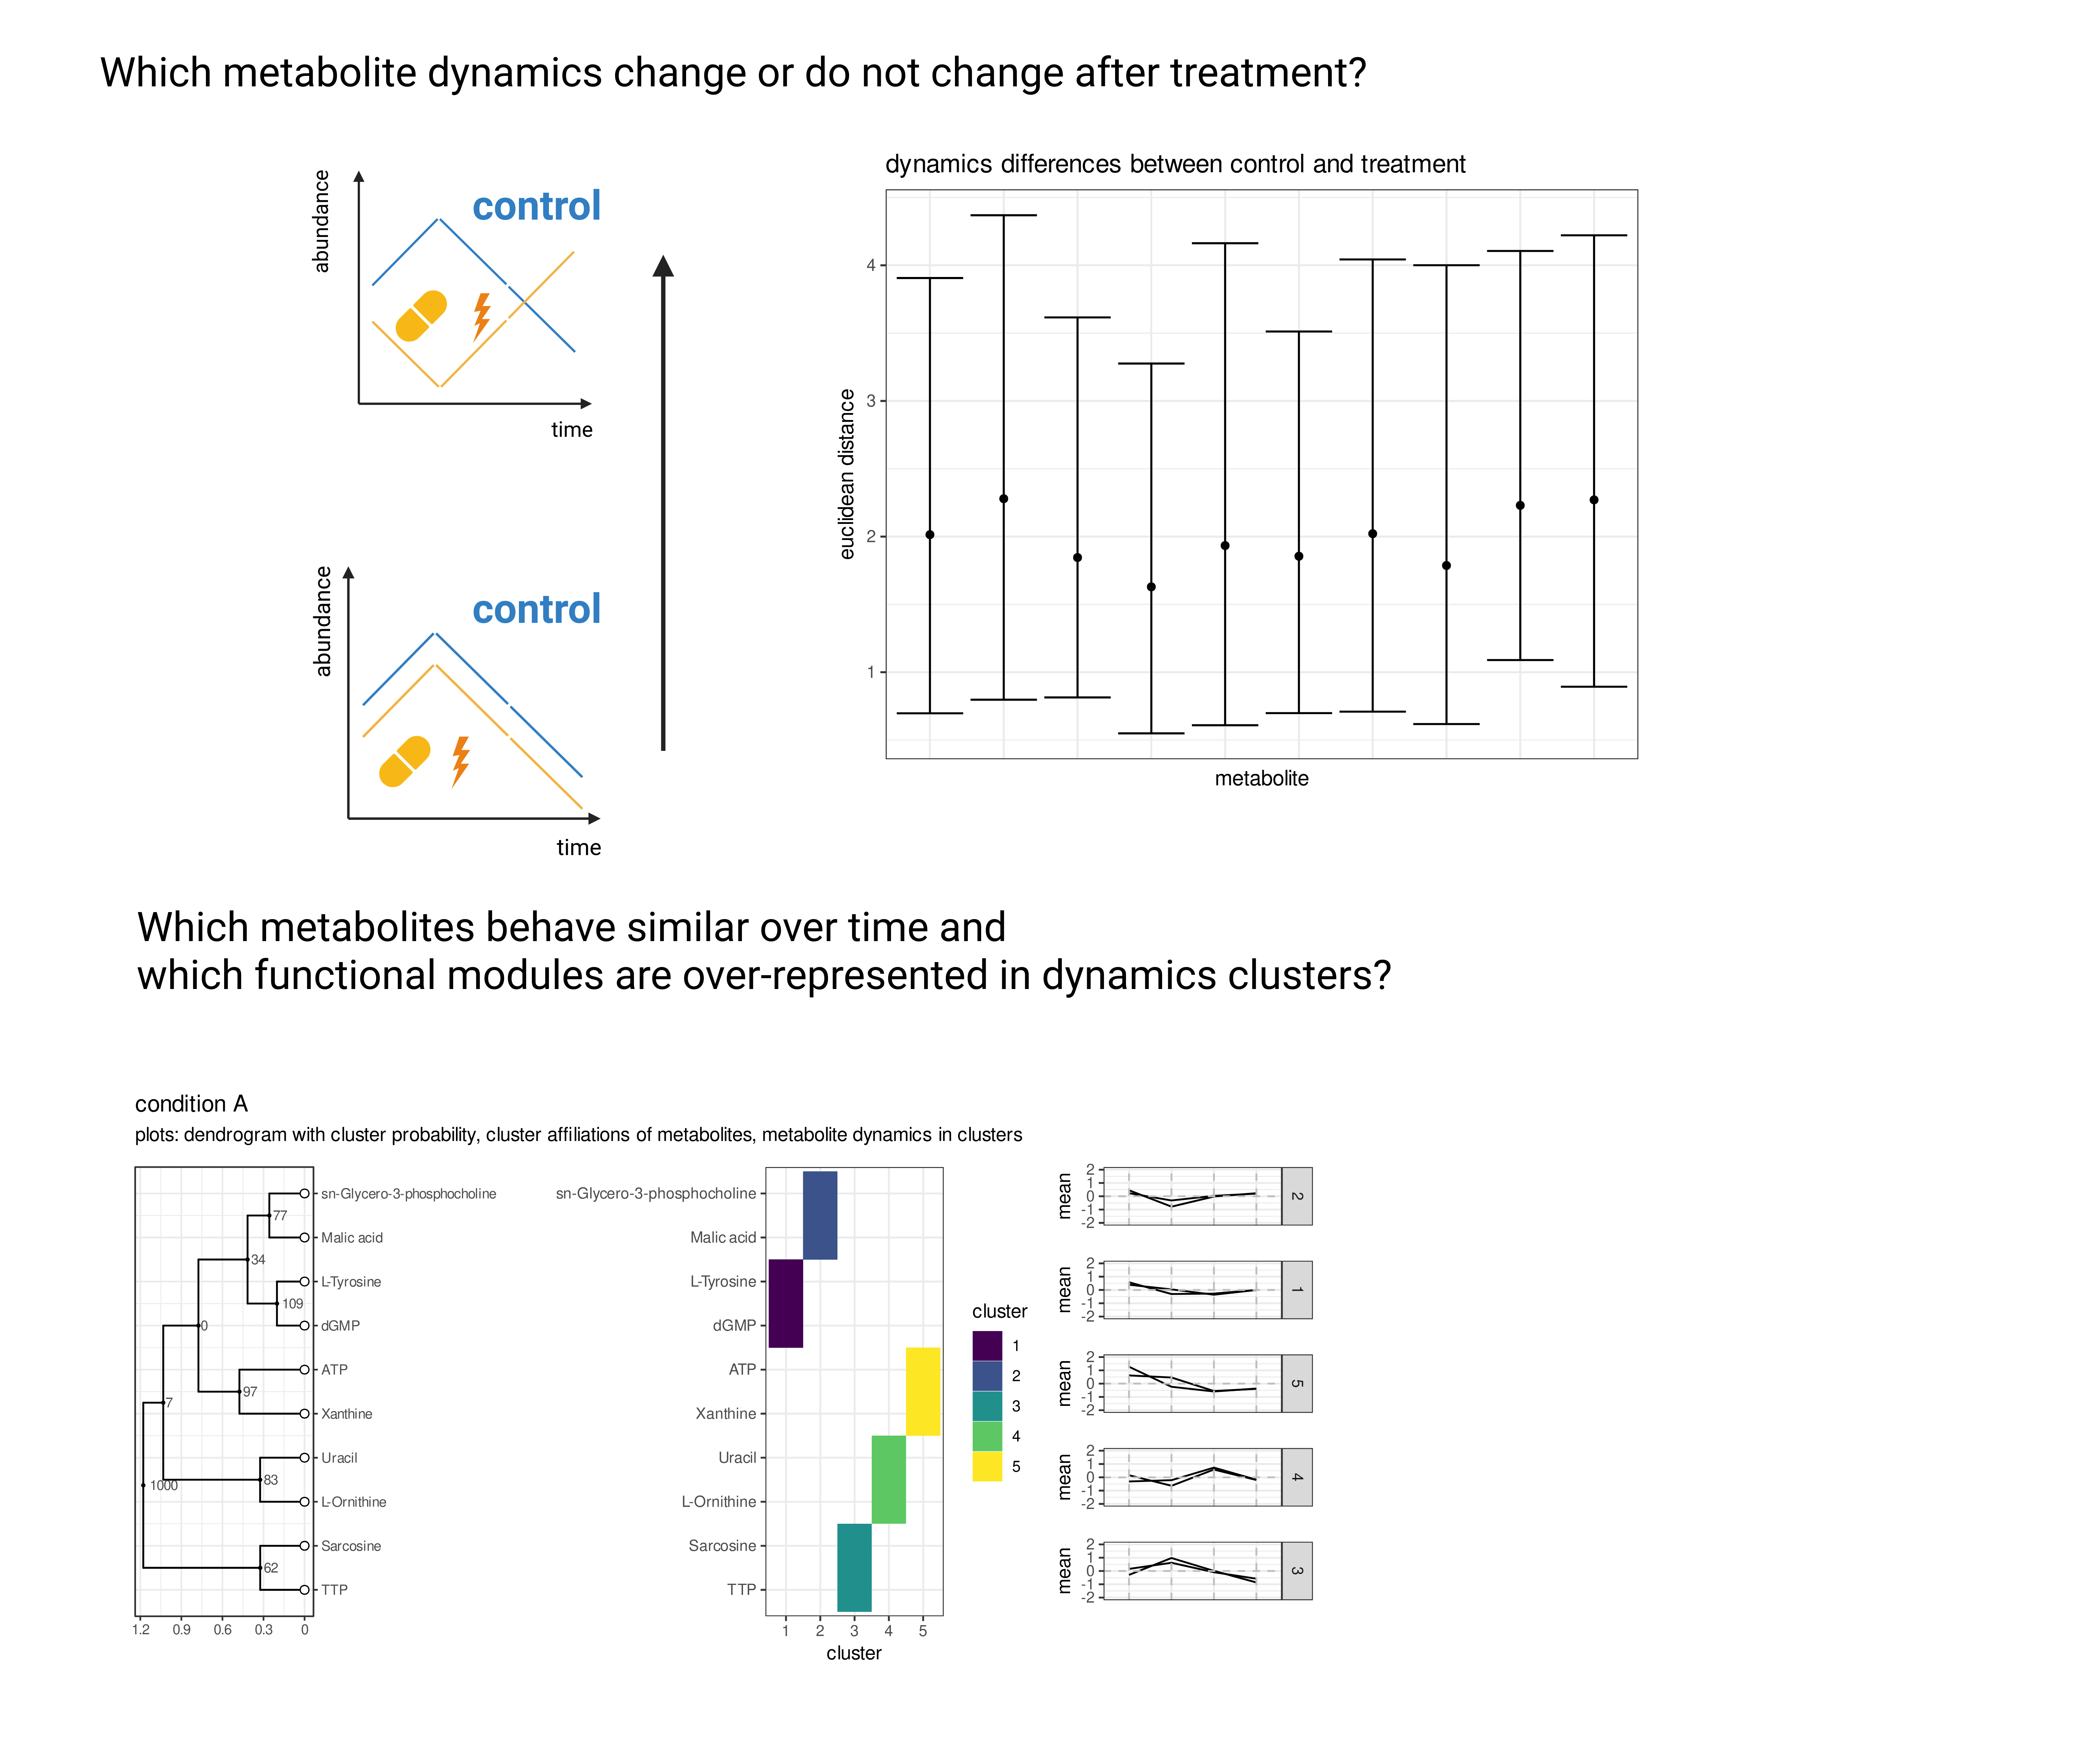 Which metabolite dynamics change or do not change after treatment?
abundance
control
time
abundance
control
time
dynamics differences between control and treatment
euclidean distance
4
3
2
1
metabolite
Which metabolites behave similar over time and
which functional modules are over-represented in dynamics clusters?
condition A
plots: dendrogram with cluster probability, cluster affiliations of metabolites, metabolite dynamics in clusters
sn-Glycero-3-phosphocholine
Malic acid
L-Tyrosine
dGMP
ATP
Xanthine
Uracil
L-Ornithine
Sarcosine
TTP
77
34
109
0
97
7
83
1000
62
1.2 0.9 0.6 0.3 0
sn-Glycero-3-phosphocholine
Malic acid
L-Tyrosine
dGMP
ATP
Xanthine
Uracil
L-Ornithine
Sarcosine
TTP
1 2 3 4 5
cluster
cluster
1
2
3
4
5
mean
2
1
0
-1
-2
2
mean
2
1
0
-1
-2
1
mean
2
1
0
-1
-2
5
mean
2
1
0
-1
-2
4
mean
2
1
0
-1
-2
3